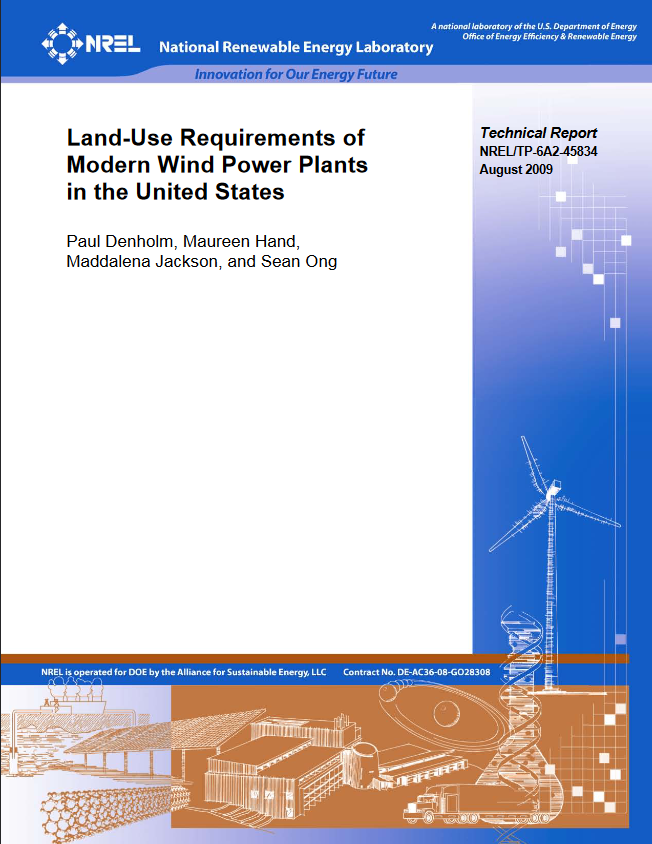 NREL
National Renewable Energy Laboratory
A national laboratory of the U.S. Department of Energy
Office of Energy Efficiency & Renewable Energy
Innovation for Our Energy Future
Land-Use Requirements of
Modern Wind Power Plants
in the United States
Paul Denholm, Maureen Hand,
Maddalena Jackson, and Sean Ong
Technical Report
NREL/TP-6A2-45834
August 2009
NREL is operated for DOE by the Alliance for Sustainable Energy, LLC Contract No. DE-AC36-08-GO28308